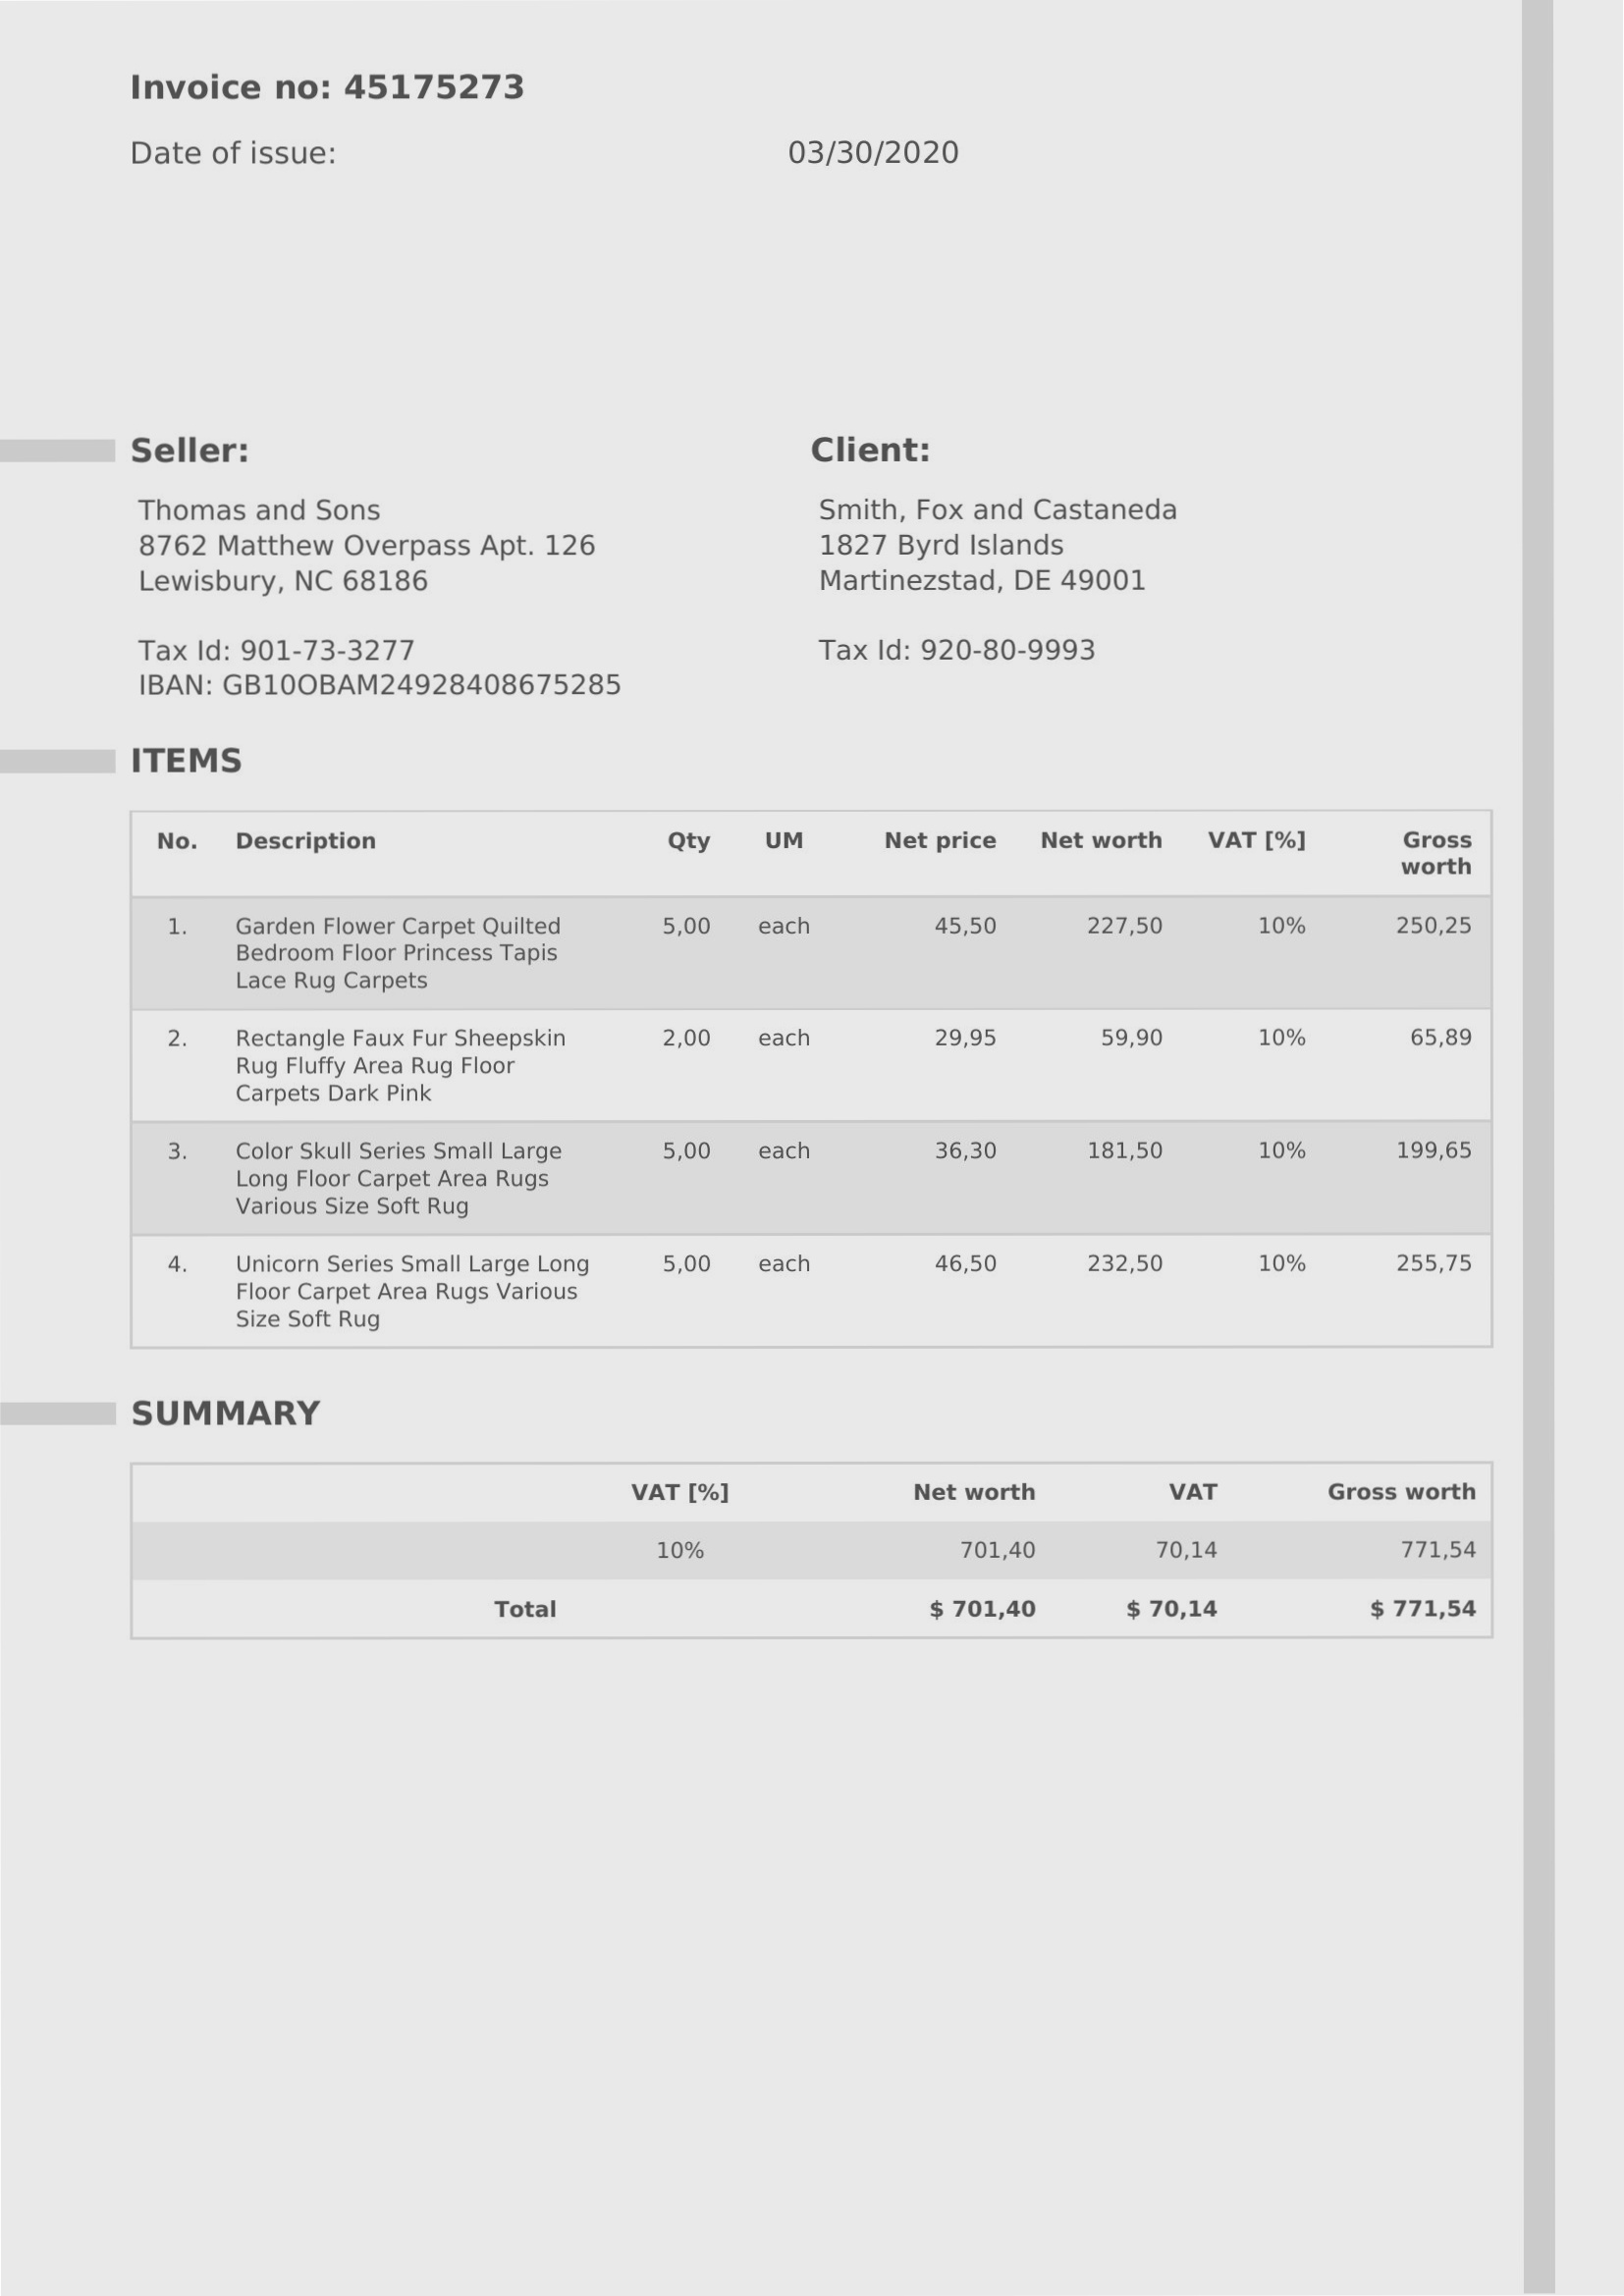 Invoice no: 45175273
Date of issue: 03/30/2020
Seller:
Thomas and Sons
8762 Matthew Overpass Apt. 126
Lewisbury, NC 68186
Tax Id: 901-73-3277
IBAN: GB10OBAM24928408675285
Client:
Smith, Fox and Castaneda
1827 Byrd Islands
Martinezstad, DE 49001
Tax Id: 920-80-9993
ITEMS
No. Description Qty UM Net price Net worth VAT [%] Gross
worth
1. Garden Flower Carpet Quilted 5,00 each 45,50 227,50 10% 250,25
Bedroom Floor Princess Tapis
Lace Rug Carpets
2. Rectangle Faux Fur Sheepskin 2,00 each 29,95 59,90 10% 65,89
Rug Fluffy Area Rug Floor
Carpets Dark Pink
3. Color Skull Series Small Large 5,00 each 36,30 181,50 10% 199,65
Long Floor Carpet Area Rugs
Various Size Soft Rug
4. Unicorn Series Small Large Long 5,00 each 46,50 232,50 10% 255,75
Floor Carpet Area Rugs Various
Size Soft Rug
SUMMARY
VAT [%] Net worth VAT Gross worth
10% 701,40 70,14 771,54
Total $ 701,40 $ 70,14 $ 771,54